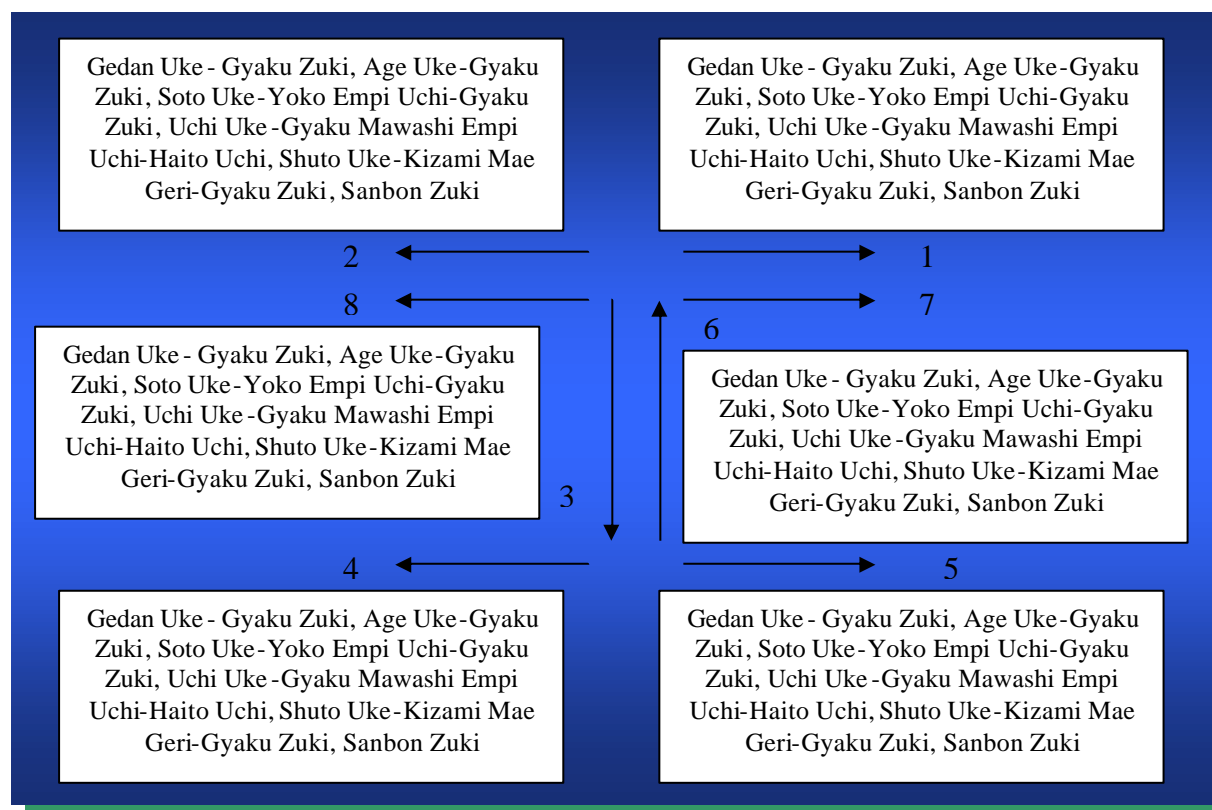 Gedan Uke - Gyaku Zuki, Age Uke-Gyaku
Zuki, Soto Uke-Yoko Empi Uchi-Gyaku
Zuki, Uchi Uke-Gyaku Mawashi Empi
Uchi-Haito Uchi, Shuto Uke-Kizami Mae
Geri-Gyaku Zuki, Sanbon Zuki
Gedan Uke - Gyaku Zuki, Age Uke-Gyaku
Zuki, Soto Uke-Yoko Empi Uchi-Gyaku
Zuki, Uchi Uke-Gyaku Mawashi Empi
Uchi-Haito Uchi, Shuto Uke-Kizami Mae
Geri-Gyaku Zuki, Sanbon Zuki
2
1
8
7
6
Gedan Uke - Gyaku Zuki, Age Uke-Gyaku
Zuki, Soto Uke-Yoko Empi Uchi-Gyaku
Zuki, Uchi Uke-Gyaku Mawashi Empi
Uchi-Haito Uchi, Shuto Uke-Kizami Mae
Geri-Gyaku Zuki, Sanbon Zuki
Gedan Uke - Gyaku Zuki, Age Uke-Gyaku
Zuki, Soto Uke-Yoko Empi Uchi-Gyaku
Zuki, Uchi Uke-Gyaku Mawashi Empi
Uchi-Haito Uchi, Shuto Uke-Kizami Mae
Geri-Gyaku Zuki, Sanbon Zuki
3
4
5
Gedan Uke - Gyaku Zuki, Age Uke-Gyaku
Zuki, Soto Uke-Yoko Empi Uchi-Gyaku
Zuki, Uchi Uke-Gyaku Mawashi Empi
Uchi-Haito Uchi, Shuto Uke-Kizami Mae
Geri-Gyaku Zuki, Sanbon Zuki
Gedan Uke - Gyaku Zuki, Age Uke-Gyaku
Zuki, Soto Uke-Yoko Empi Uchi-Gyaku
Zuki, Uchi Uke-Gyaku Mawashi Empi
Uchi-Haito Uchi, Shuto Uke-Kizami Mae
Geri-Gyaku Zuki, Sanbon Zuki